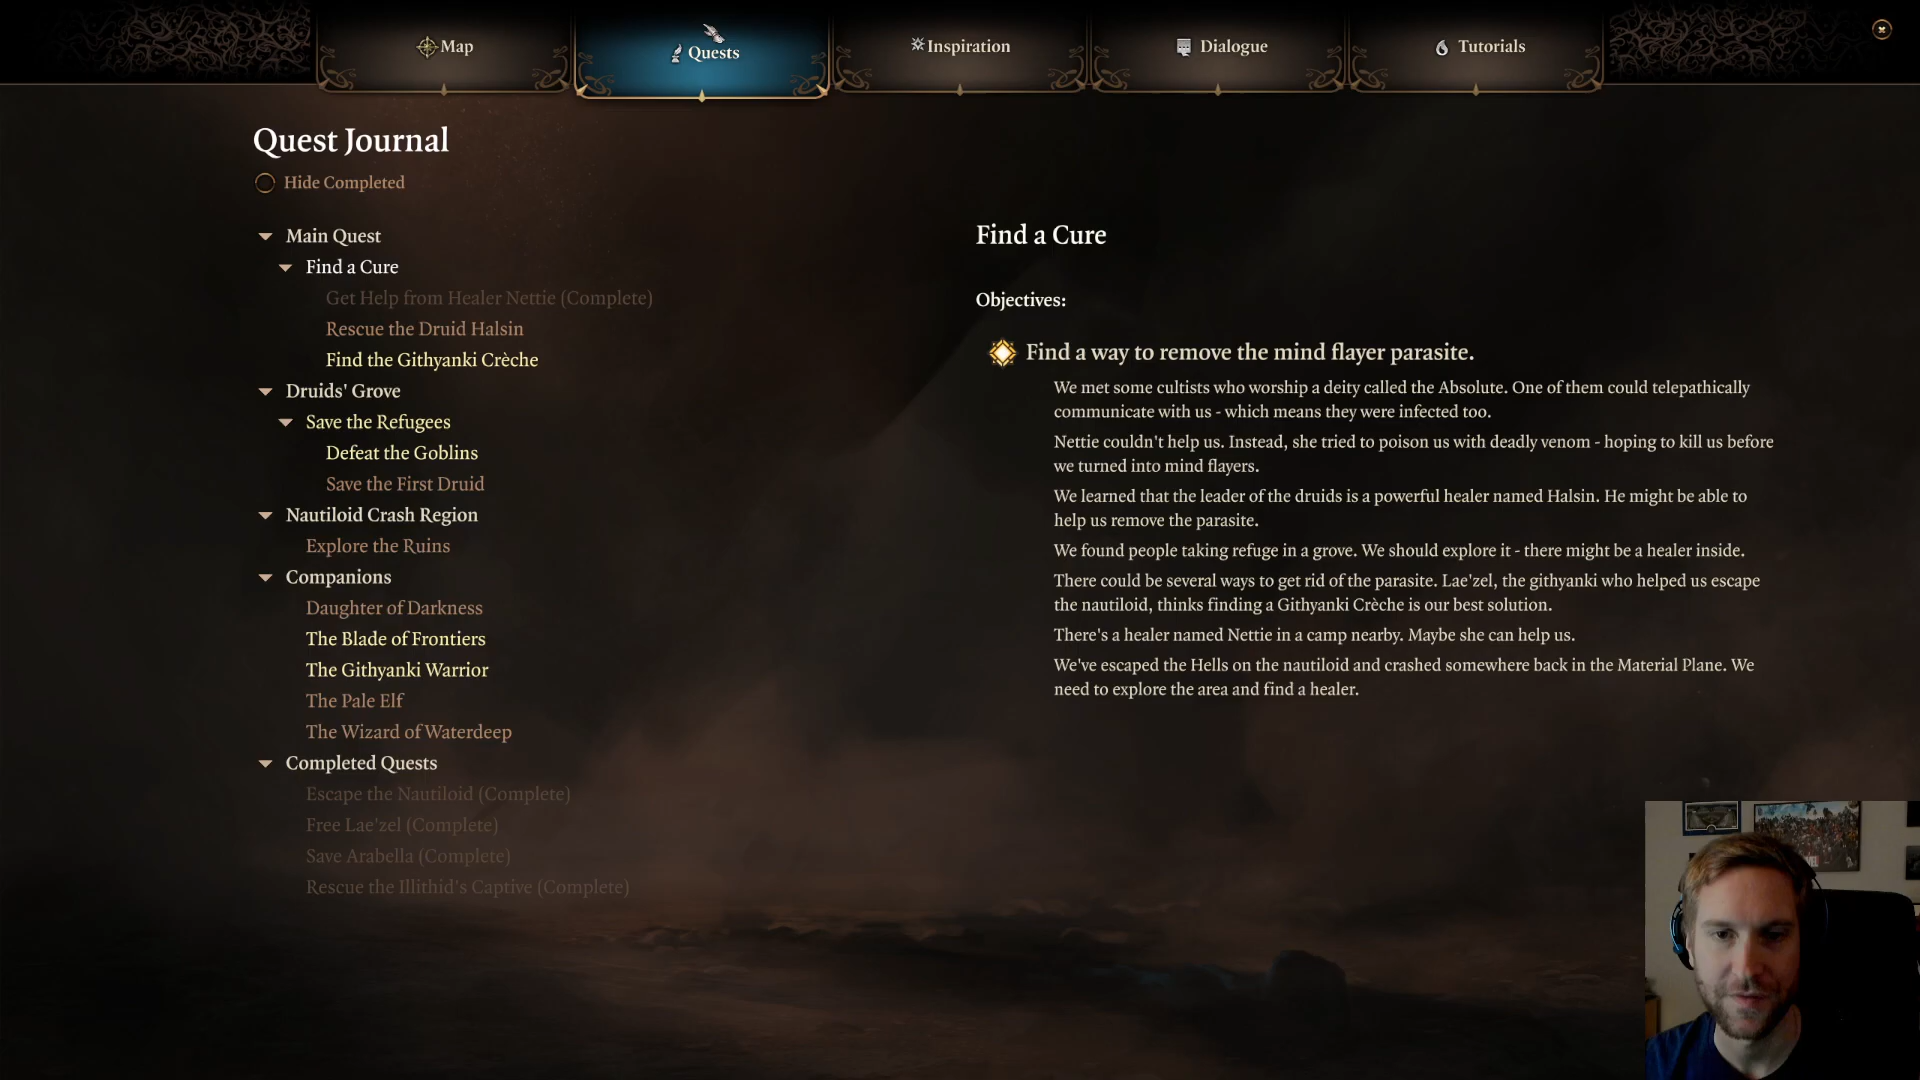 Map
Quests
Inspiration
Dialogue
Tutorials
Quest Journal
Hide Completed
Main Quest
Find a Cure
Get Help from Healer Nettie (Complete)
Rescue the Druid Halsin
Find the Githyanki Crèche
Druids' Grove
Save the Refugees
Defeat the Goblins
Save the First Druid
Nautiloid Crash Region
Explore the Ruins
Companions
Daughter of Darkness
The Blade of Frontiers
The Githyanki Warrior
The Pale Elf
The Wizard of Waterdeep
Completed Quests
Escape the Nautiloid (Complete)
Free Lae'zel (Complete)
Save Arabella (Complete)
Rescue the Illithid's Captive (Complete)
Find a Cure
Objectives:
Find a way to remove the mind flayer parasite.
We met some cultists who worship a deity called the Absolute. One of them could telepathically
communicate with us - which means they were infected too.
Nettie couldn't help us. Instead, she tried to poison us with deadly venom - hoping to kill us before
we turned into mind flayers.
We learned that the leader of the druids is a powerful healer named Halsin. He might be able to
help us remove the parasite.
We found people taking refuge in a grove. We should explore it - there might be a healer inside.
There could be several ways to get rid of the parasite. Lae'zel, the githyanki who helped us escape
the nautiloid, thinks finding a Githyanki Crèche is our best solution.
There's a healer named Nettie in a camp nearby. Maybe she can help us.
We've escaped the Hells on the nautiloid and crashed somewhere back in the Material Plane. We
need to explore the area and find a healer.